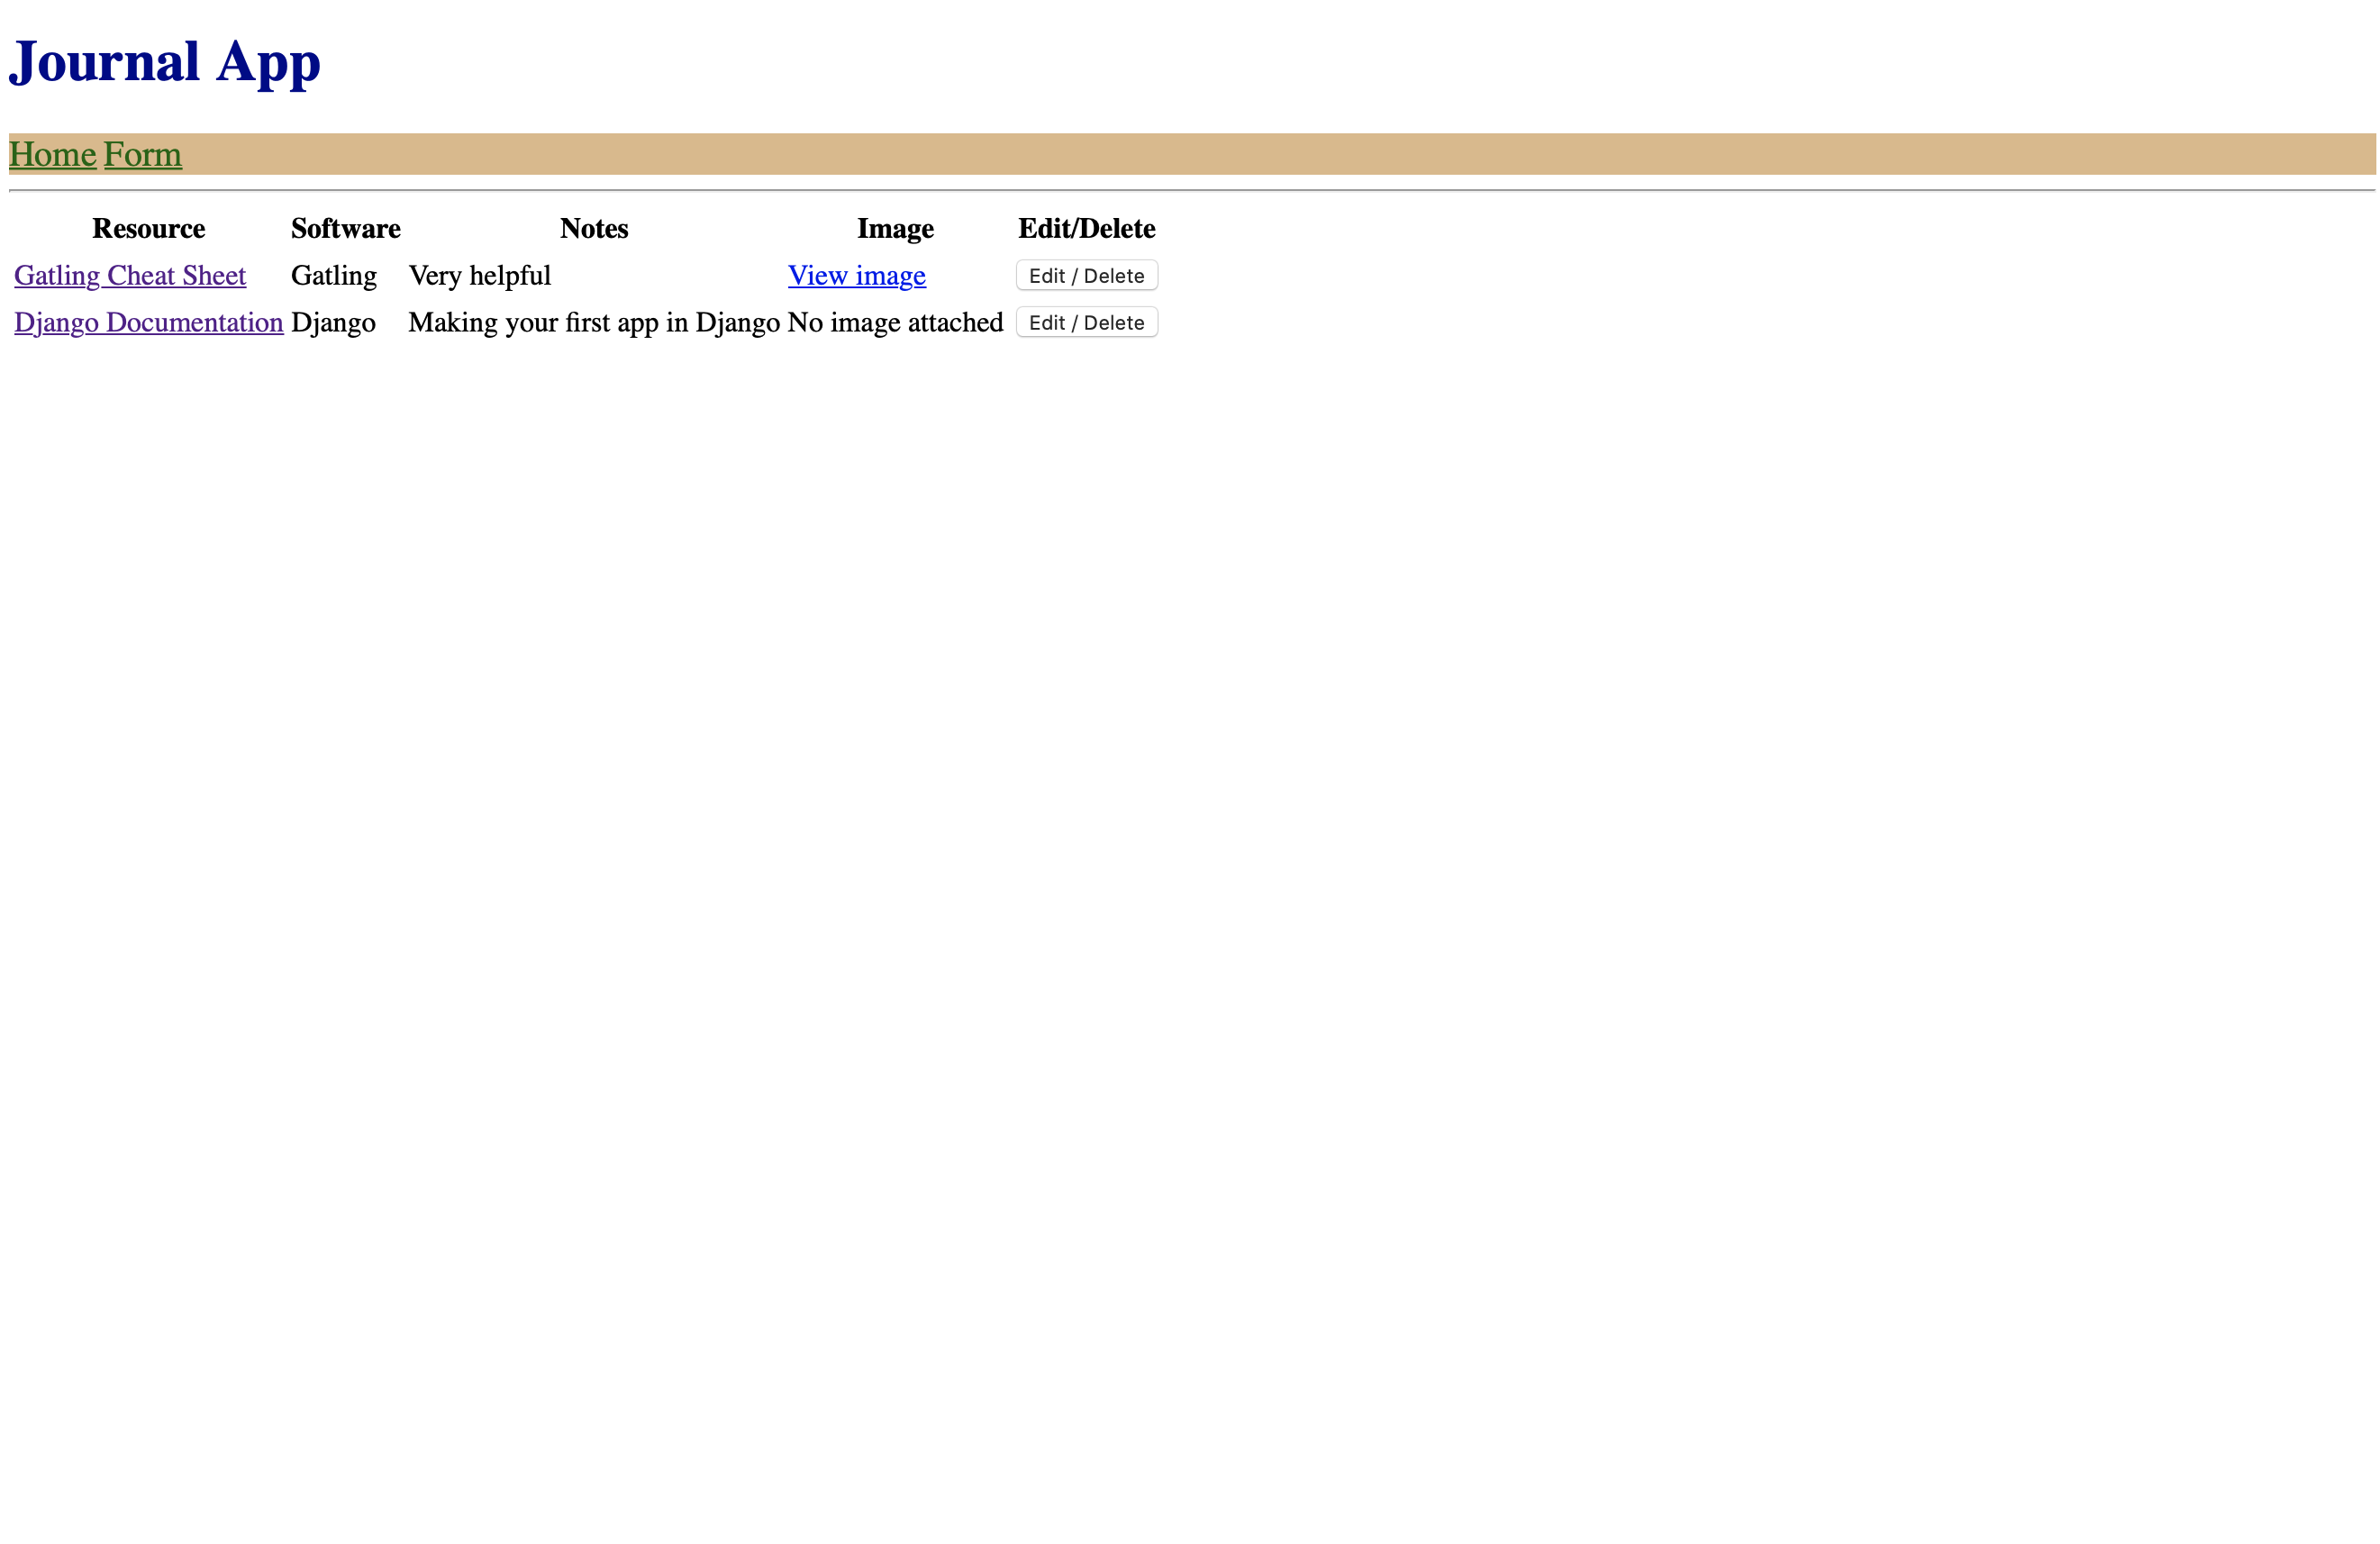 Journal App
Home Form
Resource Software Notes Image Edit/Delete
Gatling Cheat Sheet Gatling Very helpful View image Edit / Delete
Django Documentation Django Making your first app in Django No image attached Edit / Delete